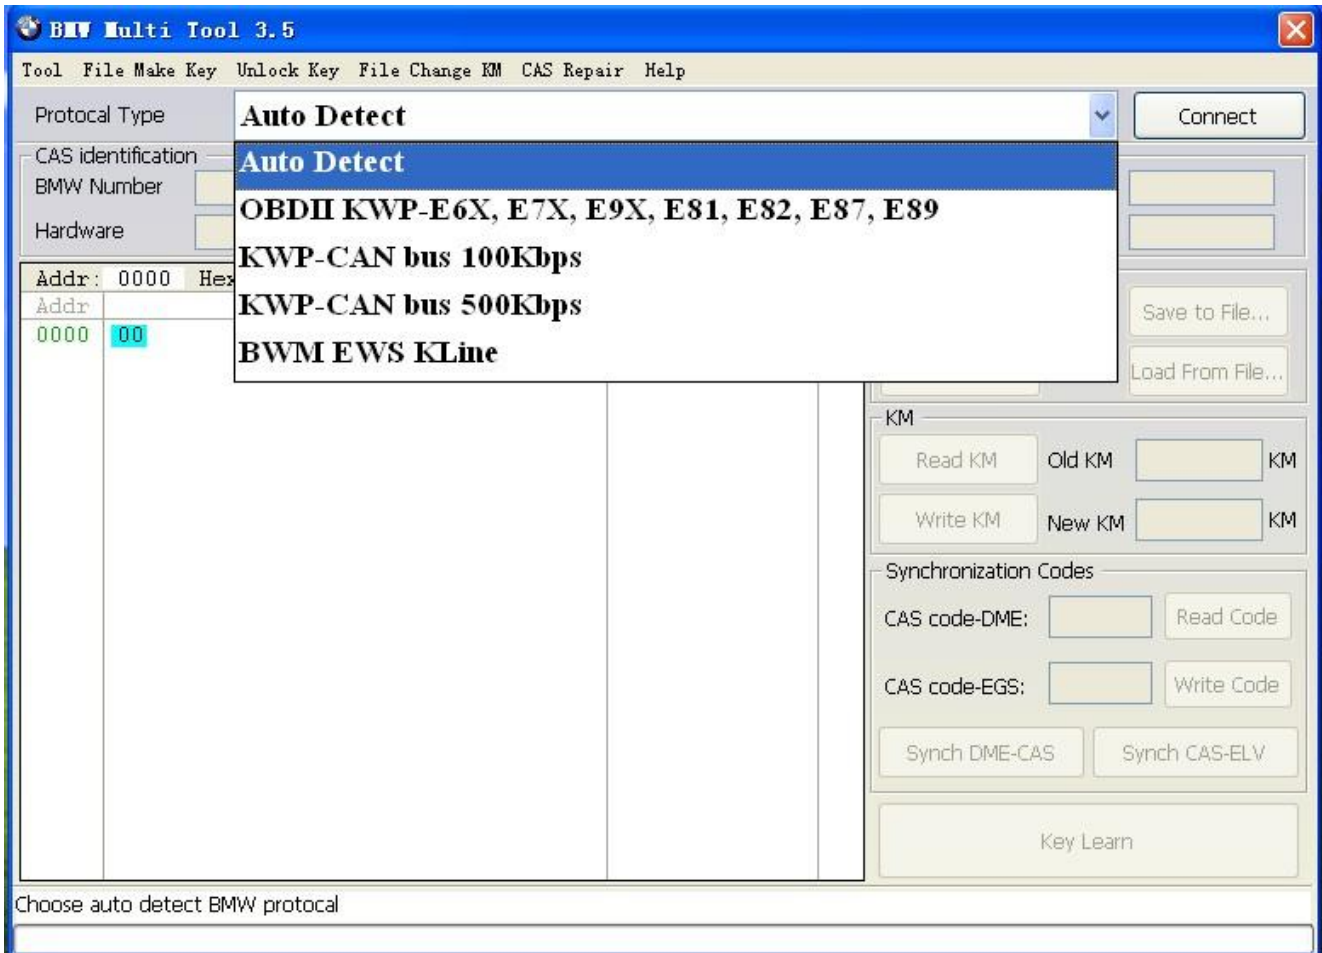 BMW Multi Tool 3.5
Tool File Make Key Unlock Key File Change KM CAS Repair Help
Protocal Type Auto Detect Connect
CAS identification
Auto Detect
BMW Number
OBDII KWP-E6X, E7X, E9X, E81, E82, E87, E89
Hardware
KWP-CAN bus 100Kbps
Addr: 0000 Hex
Addr
KWP-CAN bus 500Kbps
Save to File...
0000 00
BWM EWS KLine
Load From File...
KM
Read KM Old KM KM
Write KM New KM KM
Synchronization Codes
CAS code-DME: Read Code
CAS code-EGS: Write Code
Synch DME-CAS Synch CAS-ELV
Key Learn
Choose auto detect BMW protocal